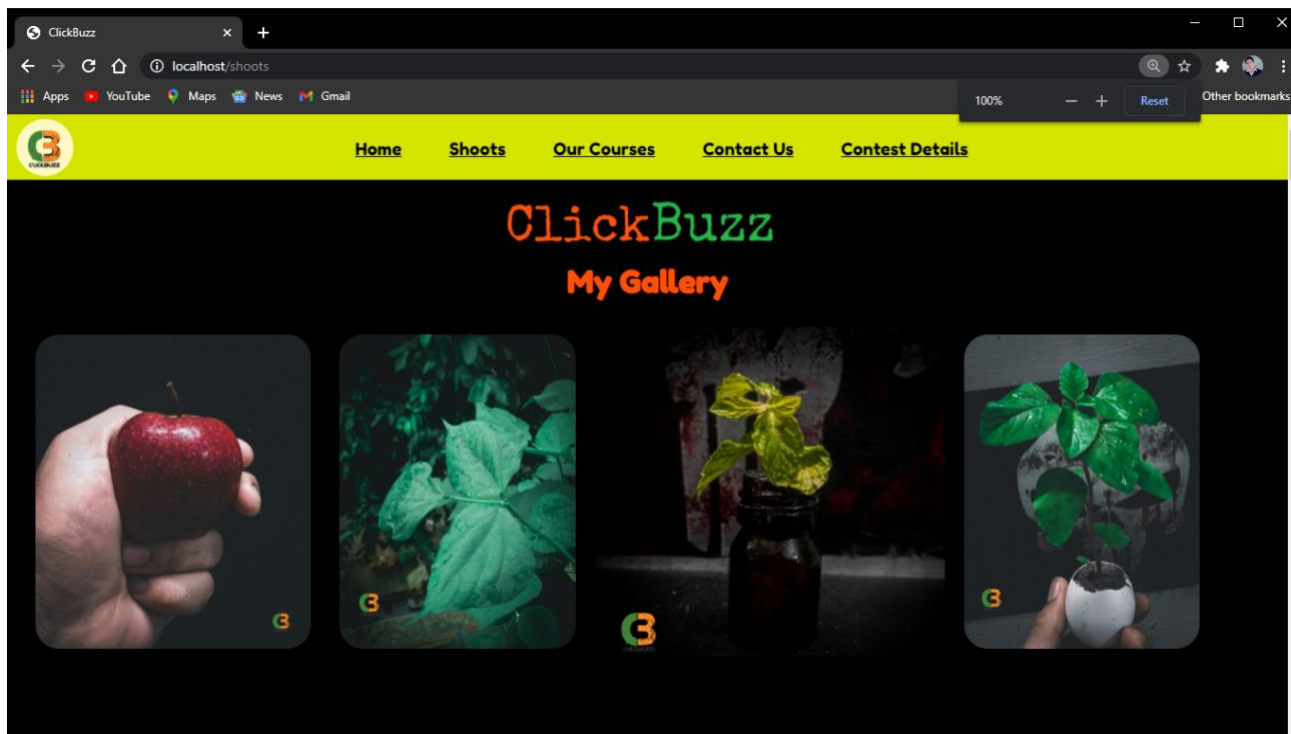 ClickBuzz
localhost/shoots
Apps YouTube Maps News Gmail
100% Reset Other bookmarks
CLICKBUZZ
Home Shoots Our Courses Contact Us Contest Details
ClickBuzz
My Gallery